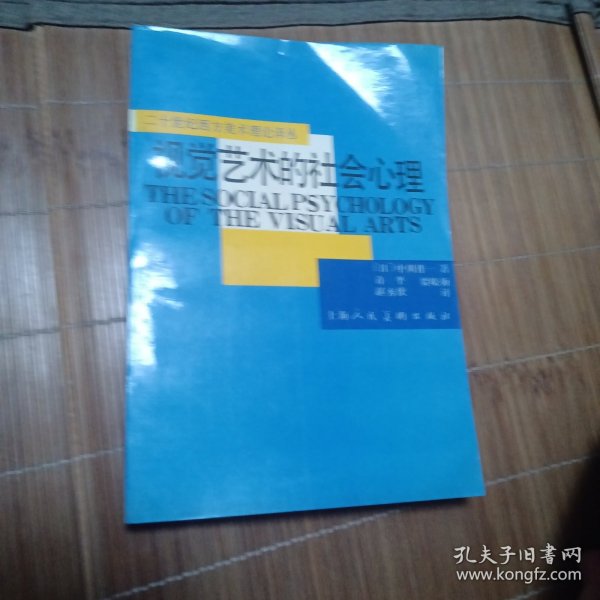 二十世纪西方美术理论译丛
视觉艺术的社会心理
THE SOCIAL PSYCHOLOGY
OF THE VISUAL ARTS
上海人民美术出版社
孔夫子旧书网
www.kongfz.com